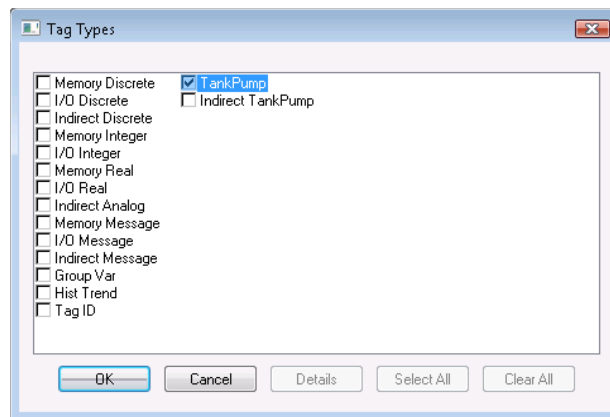 Tag Types
Memory Discrete
I/O Discrete
Indirect Discrete
Memory Integer
I/O Integer
Memory Real
I/O Real
Indirect Analog
Memory Message
I/O Message
Indirect Message
Group Var
Hist Trend
Tag ID
TankPump
Indirect TankPump
OK
Cancel
Details
Select All
Clear All